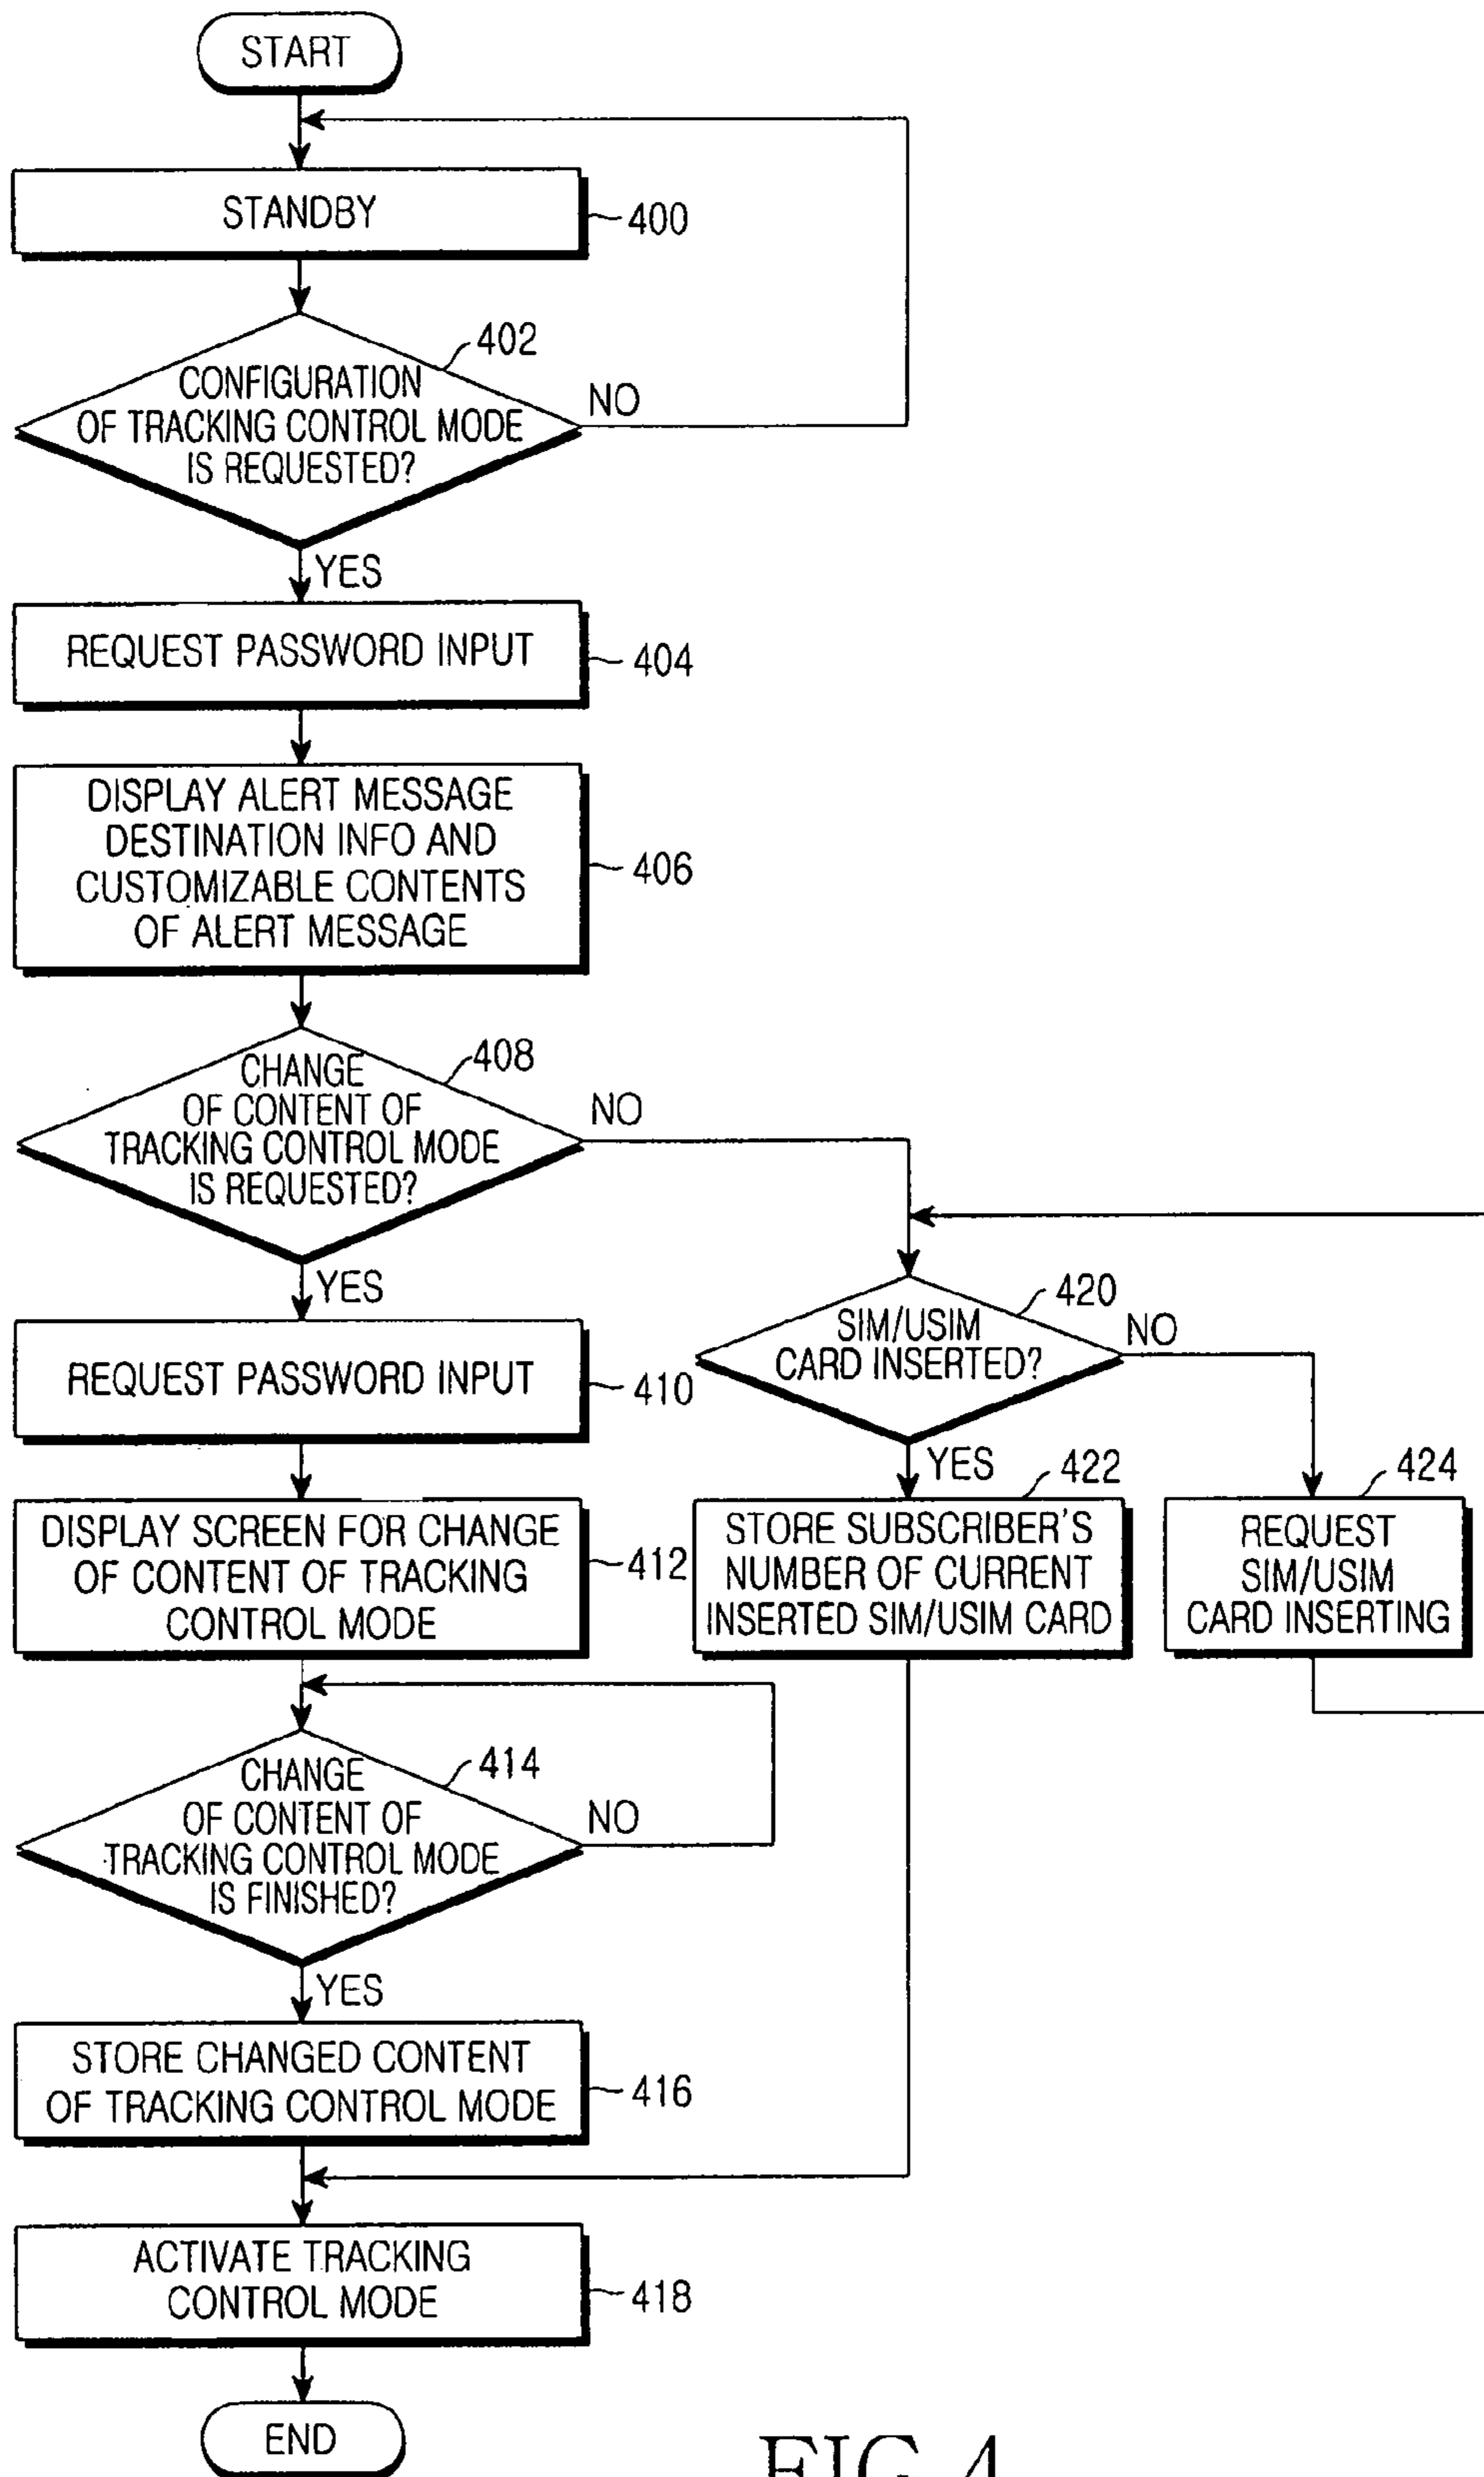 START
STANDBY
400
402
CONFIGURATION
OF TRACKING CONTROL MODE
IS REQUESTED?
NO
YES
REQUEST PASSWORD INPUT
404
DISPLAY ALERT MESSAGE
DESTINATION INFO AND
CUSTOMIZABLE CONTENTS
OF ALERT MESSAGE
406
408
CHANGE
OF CONTENT OF
TRACKING CONTROL MODE
IS REQUESTED?
NO
YES
REQUEST PASSWORD INPUT
410
420
SIM/USIM
CARD INSERTED?
NO
YES
DISPLAY SCREEN FOR CHANGE
OF CONTENT OF TRACKING
CONTROL MODE
412
422
STORE SUBSCRIBER'S
NUMBER OF CURRENT
INSERTED SIM/USIM CARD
424
REQUEST
SIM/USIM
CARD INSERTING
414
CHANGE
OF CONTENT OF
TRACKING CONTROL MODE
IS FINISHED?
NO
YES
STORE CHANGED CONTENT
OF TRACKING CONTROL MODE
416
ACTIVATE TRACKING
CONTROL MODE
418
END
FIG.4